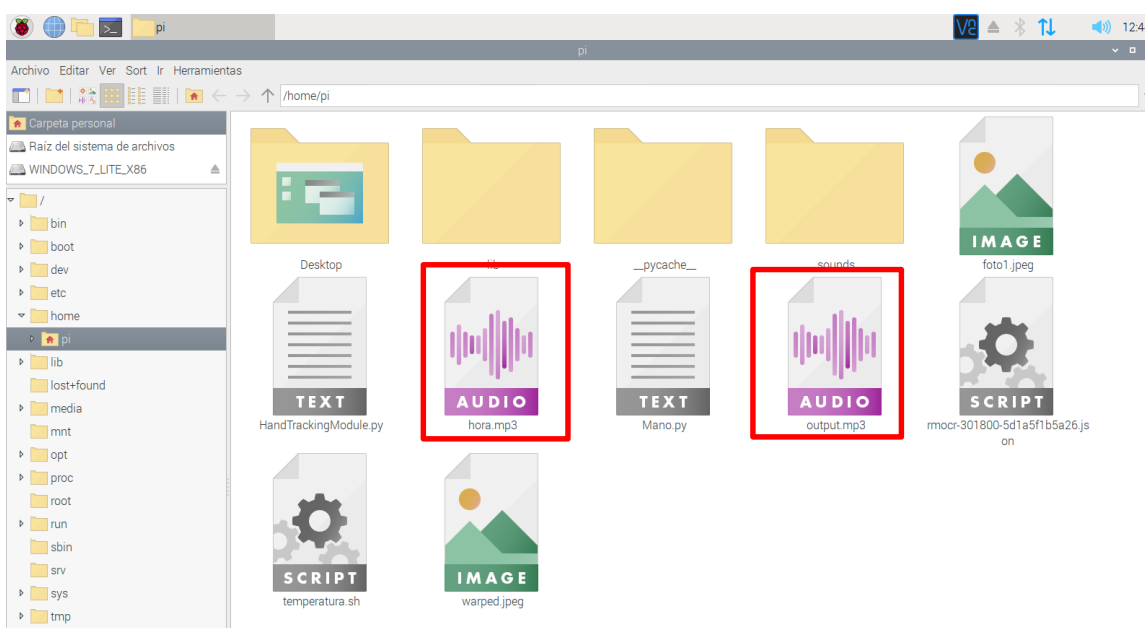 pi
12:4
pi
Archivo Editar Ver Sort Ir Herramientas
/home/pi
Carpeta personal
Raíz del sistema de archivos
WINDOWS_7_LITE_X86
/
bin
boot
dev
etc
home
pi
lib
lost+found
media
mnt
opt
proc
root
run
sbin
srv
sys
tmp
IMAGE
Desktop
lib
__pycache__
sounds
foto1.jpeg
TEXT
AUDIO
TEXT
AUDIO
SCRIPT
HandTrackingModule.py
hora.mp3
Mano.py
output.mp3
rmocr-301800-5d1a5f1b5a26.js
on
SCRIPT
IMAGE
temperatura.sh
warped.jpeg